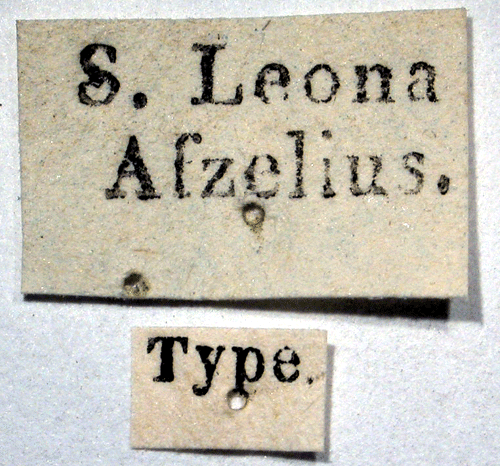 S. Leona
Afzelius.
Type.